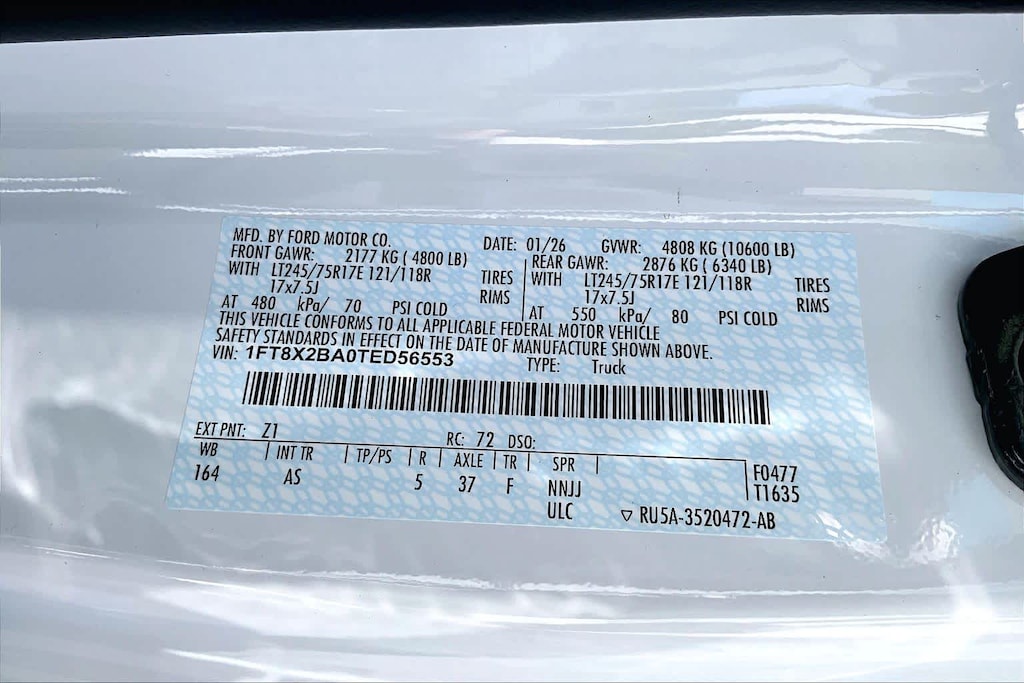 MFD. BY FORD MOTOR CO. DATE: 01/26 GVWR: 4808 KG (10600 LB)
FRONT GAWR: 2177 KG ( 4800 LB) REAR GAWR: 2876 KG ( 6340 LB)
WITH LT245/75R17E 121/118R TIRES WITH LT245/75R17E 121/118R TIRES
17x7.5J RIMS 17x7.5J RIMS
AT 480 kPa/ 70 PSI COLD AT 550 kPa/ 80 PSI COLD
THIS VEHICLE CONFORMS TO ALL APPLICABLE FEDERAL MOTOR VEHICLE
SAFETY STANDARDS IN EFFECT ON THE DATE OF MANUFACTURE SHOWN ABOVE.
VIN: 1FT8X2BA0TED56553 TYPE: Truck
EXT PNT: Z1 RC: 72 DSO:
WB INT TR TP/PS R AXLE TR SPR F0477
164 AS 5 37 F NNJJ T1635
ULC ▽ RU5A-3520472-AB